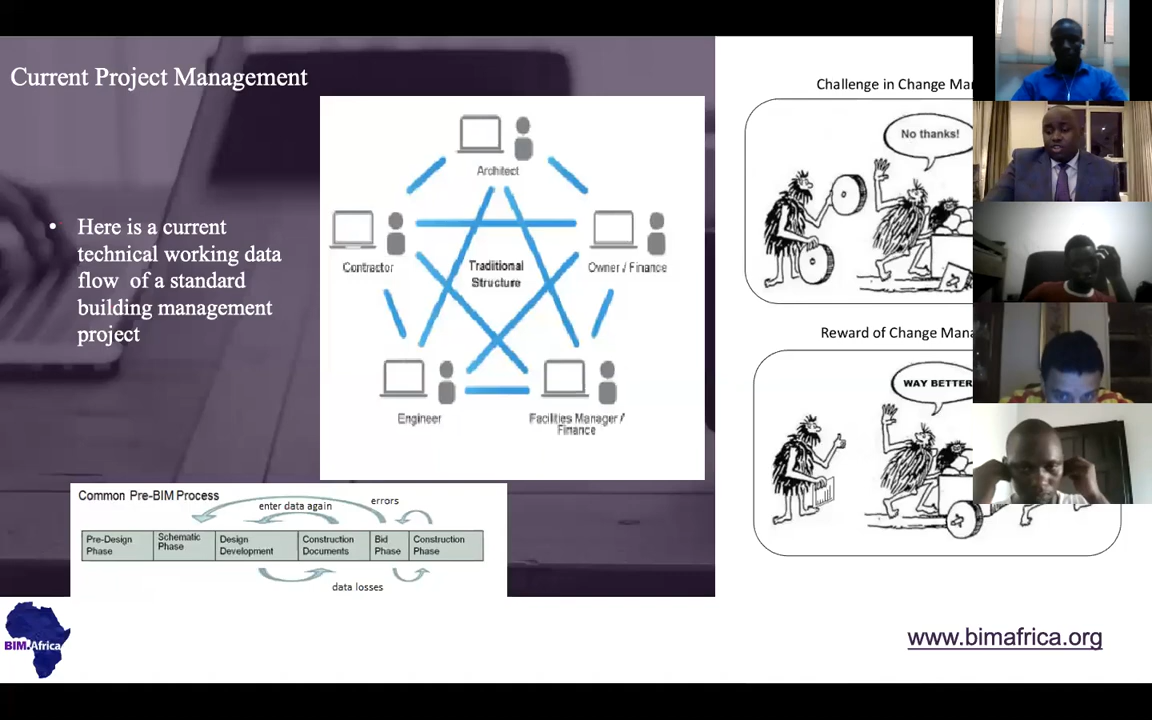 Current Project Management
Here is a current
technical working data
flow of a standard
building management
project
Architect
Contractor
Traditional
Structure
Owner / Finance
Engineer
Facilities Manager /
Finance
Common Pre-BIM Process
errors
enter data again
Pre-Design
Phase
Schematic
Phase
Design
Development
Construction
Documents
Bid
Phase
Construction
Phase
data losses
Challenge in Change
No thanks!
Reward of Change
WAY BETTER
BIM.Africa
www.bimafrica.org